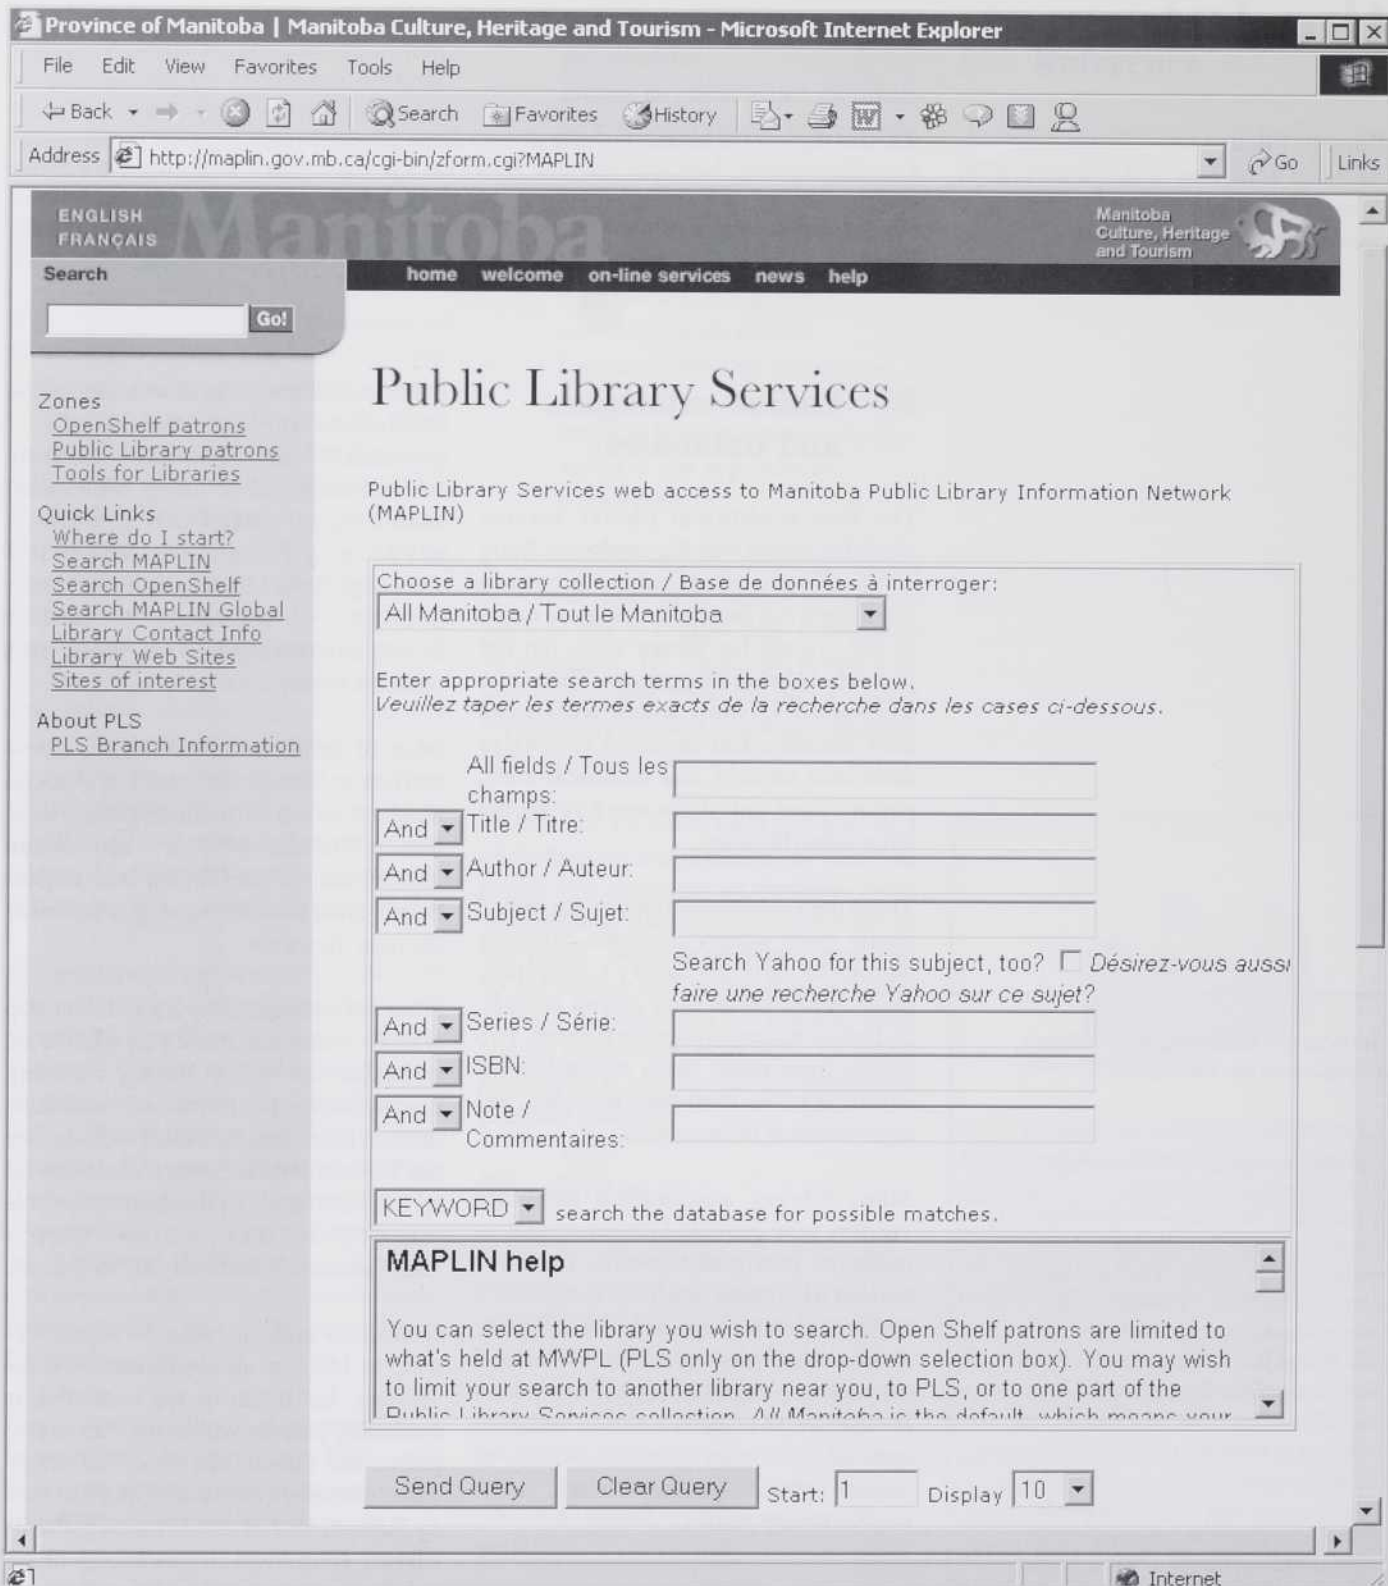 Province of Manitoba | Manitoba Culture, Heritage and Tourism - Microsoft Internet Explorer
File Edit View Favorites Tools Help
Back Search Favorites History
Address http://maplin.gov.mb.ca/cgi-bin/zform.cgi?MAPLIN Go Links
ENGLISH
FRANÇAIS
Manitoba
Manitoba
Culture, Heritage
and Tourism
Search
home welcome on-line services news help
Go!
Public Library Services
Zones
OpenShelf patrons
Public Library patrons
Tools for Libraries
Quick Links
Where do I start?
Search MAPLIN
Search OpenShelf
Search MAPLIN Global
Library Contact Info
Library Web Sites
Sites of interest
About PLS
PLS Branch Information
Public Library Services web access to Manitoba Public Library Information Network
(MAPLIN)
Choose a library collection / Base de données à interroger:
All Manitoba / Tout le Manitoba
Enter appropriate search terms in the boxes below.
Veuillez taper les termes exacts de la recherche dans les cases ci-dessous.
All fields / Tous les
champs:
And Title / Titre:
And Author / Auteur:
And Subject / Sujet:
Search Yahoo for this subject, too? Désirez-vous aussi
faire une recherche Yahoo sur ce sujet?
And Series / Série:
And ISBN:
And Note /
Commentaires:
KEYWORD search the database for possible matches.
MAPLIN help
You can select the library you wish to search. Open Shelf patrons are limited to
what's held at MWPL (PLS only on the drop-down selection box). You may wish
to limit your search to another library near you, to PLS, or to one part of the
Public Library Services collection. All Manitoba is the default, which means your
Send Query Clear Query Start: 1 Display 10
Internet